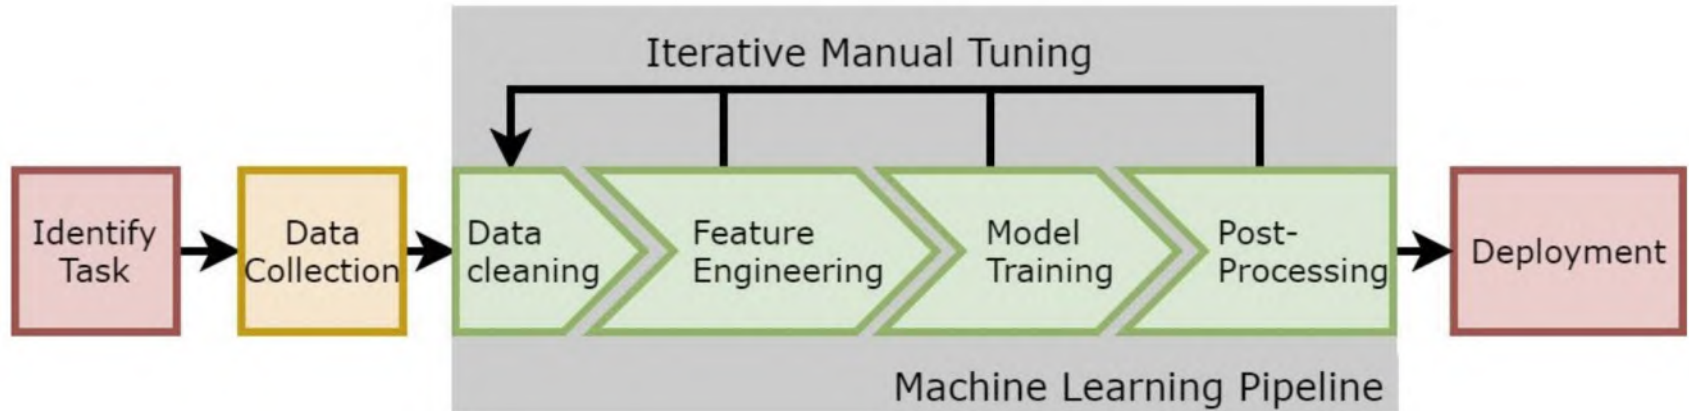 Iterative Manual Tuning
Identify
Task
Data
Collection
Data
cleaning
Feature
Engineering
Model
Training
Post-
Processing
Deployment
Machine Learning Pipeline